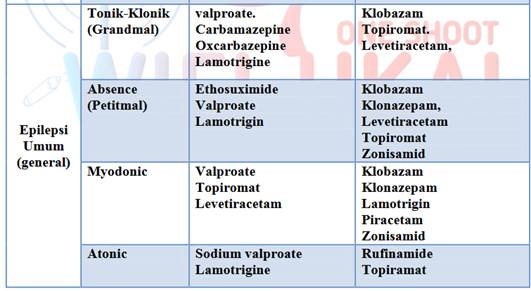 Epilepsi
Umum
(general)
Tonik-Klonik
(Grandmal)
valproate.
Carbamazepine
Oxcarbazepine
Lamotrigine
Klobazam
Topiromat.
Levetiracetam,
Absence
(Petitmal)
Ethosuximide
Valproate
Lamotrigin
Klobazam
Klonazepam,
Levetiracetam
Topiromat
Zonisamid
Myodonic
Valproate
Topiromat
Levetiracetam
Klobazam
Klonazepam
Lamotrigin
Piracetam
Zonisamid
Atonic
Sodium valproate
Lamotrigine
Rufinamide
Topiramat
ONE SHOOT